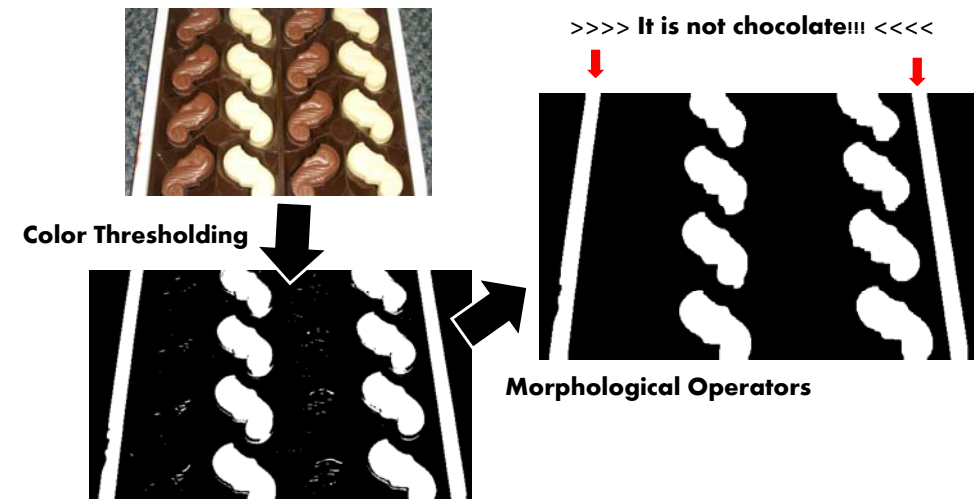 >>>> It is not chocolate!!! <<<<
Color Thresholding
Morphological Operators